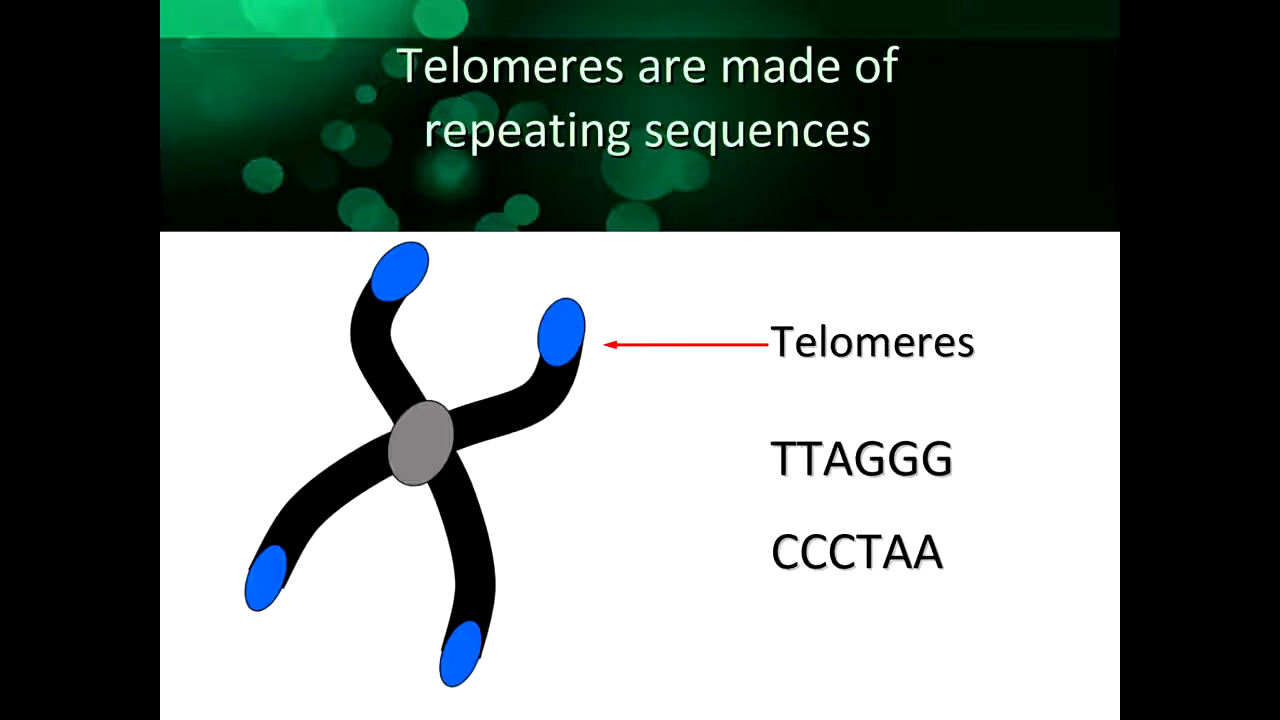 Telomeres are made of
repeating sequences
Telomeres
TTAGGG
CCCTAA